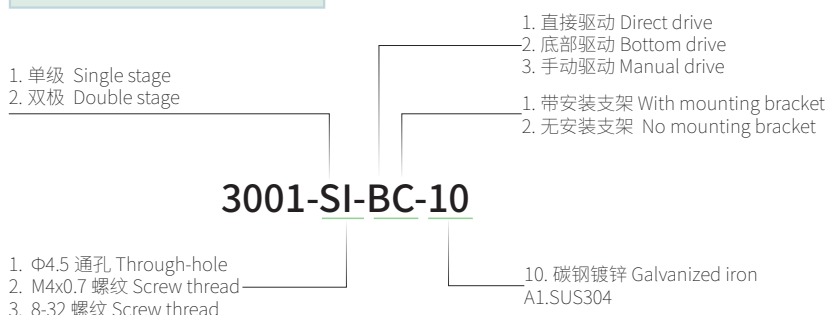 1. 直接驱动 Direct drive
2. 底部驱动 Bottom drive
3. 手动驱动 Manual drive
1. 单级 Single stage
2. 双极 Double stage
1. 带安装支架 With mounting bracket
2. 无安装支架 No mounting bracket
3001-SI-BC-10
1. Φ4.5 通孔 Through-hole
2. M4x0.7 螺纹 Screw thread
3. 8-32 螺纹 Screw thread
10. 碳钢镀锌 Galvanized iron
A1.SUS304